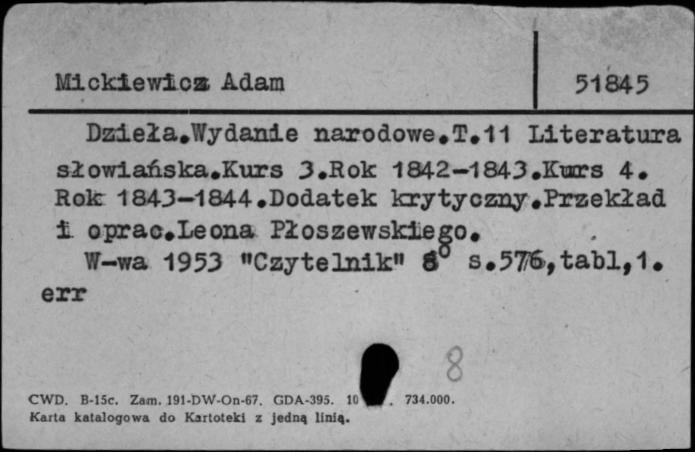 Mickiewicz Adam
51845
Dzieła.Wydanie narodowe.T.11 Literatura
słowiańska.Kurs 3.Rok 1842-1843.Kurs 4.
Rok 1843-1844.Dodatek krytyczny.Przekład
i oprac.Leona Płoszewskiego.
W-wa 1953 "Czytelnik" 8° s.576,tabl,1.
err
8
CWD. B-15c. Zam. 191-DW-On-67. GDA-395. 10 . 734.000.
Karta katalogowa do Kartoteki z jedną linią.